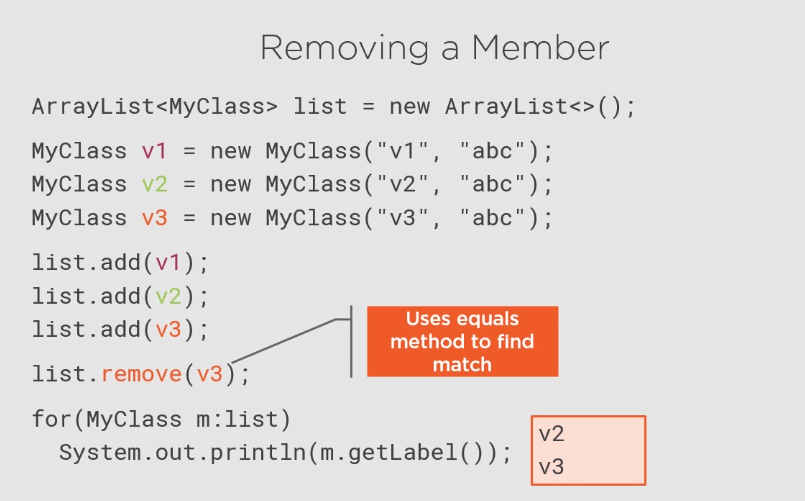 Removing a Member
ArrayList<MyClass> list = new ArrayList<>();
MyClass v1 = new MyClass("v1", "abc");
MyClass v2 = new MyClass("v2", "abc");
MyClass v3 = new MyClass("v3", "abc");
list.add(v1);
list.add(v2);
list.add(v3);
Uses equals
method to find
match
list.remove(v3);
for(MyClass m:list)
System.out.println(m.getLabel());
v2
v3